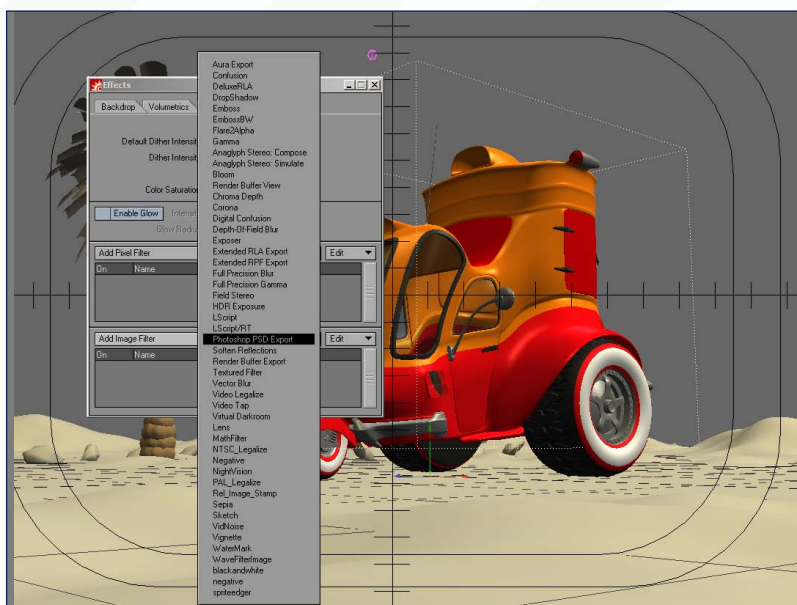 Effects
Backdrop
Volumetrics
Default Dither Intensit
Dither Intensit
Color Saturation
Enable Glow
Intensit
Glow Radiu
Add Pixel Filter
Edit
On
Name
Add Image Filter
Edit
On
Name
Aura Export
Confusion
DeluxeRLA
DropShadow
Emboss
EmbossBW
Flare2Alpha
Gamma
Anaglyph Stereo: Compose
Anaglyph Stereo: Simulate
Bloom
Render Buffer View
Chroma Depth
Corona
Digital Confusion
Depth-Of-Field Blur
Exposer
Extended RLA Export
Extended RPF Export
Full Precision Blur
Full Precision Gamma
Field Stereo
HDR Exposure
LScript
LScript/RT
Photoshop PSD Export
Soften Reflections
Render Buffer Export
Textured Filter
Vector Blur
Video Legalize
Video Tap
Virtual Darkroom
Lens
MathFilter
NTSC_Legalize
Negative
NightVision
PAL_Legalize
Rel_Image_Stamp
Sepia
Sketch
VidNoise
Vignette
WaterMark
WaveFilterImage
blackandwhite
negative
spriteedger